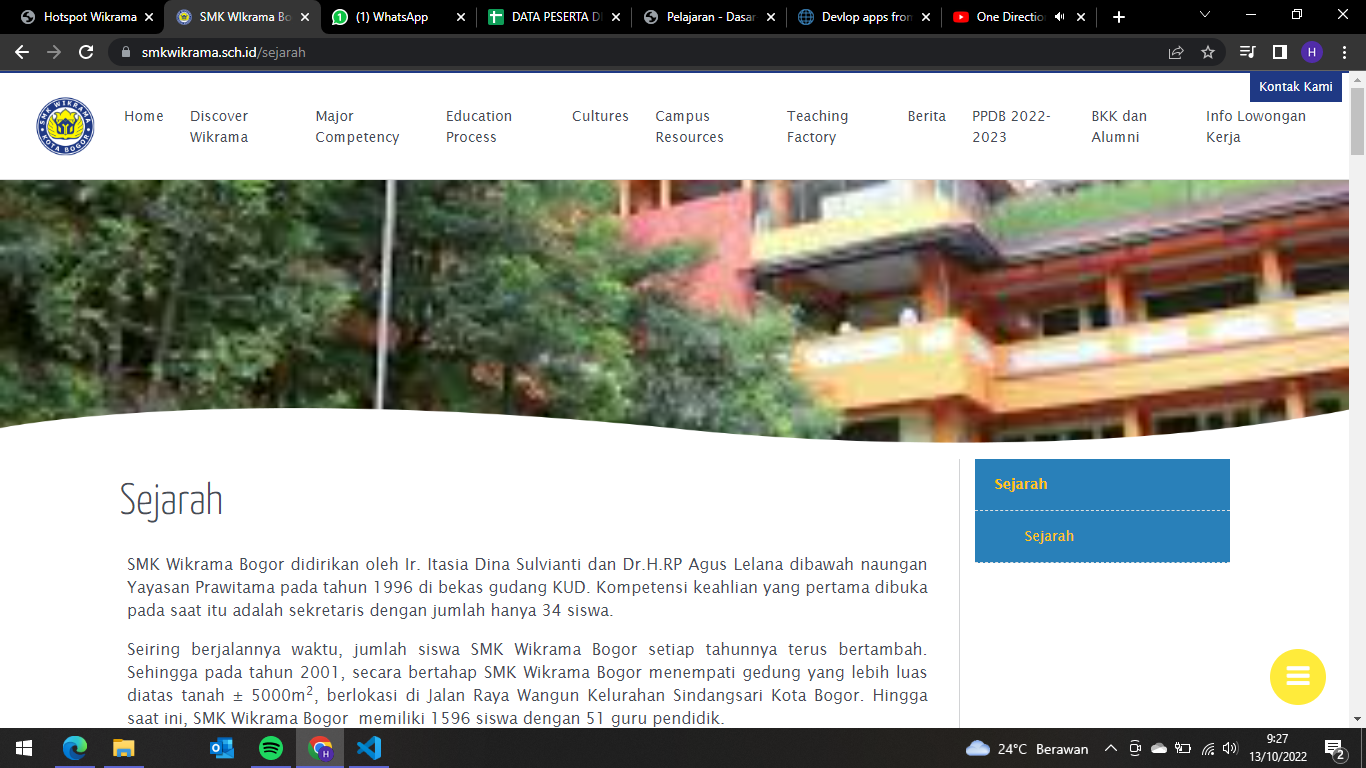 Hotspot Wikrama
SMK WIkrama Bo
(1) WhatsApp
DATA PESERTA D
Pelajaran - Dasar
Devlop apps from
One Directio
smkwikrama.sch.id/sejarah
H
Kontak Kami
SMK WIKRAMA
KOTA BOGOR
Home
Discover
Wikrama
Major
Competency
Education
Process
Cultures
Campus
Resources
Teaching
Factory
Berita
PPDB 2022-
2023
BKK dan
Alumni
Info Lowongan
Kerja
Sejarah
SMK Wikrama Bogor didirikan oleh Ir. Itasia Dina Sulvianti dan Dr.H.RP Agus Lelana dibawah naungan
Yayasan Prawitama pada tahun 1996 di bekas gudang KUD. Kompetensi keahlian yang pertama dibuka
pada saat itu adalah sekretaris dengan jumlah hanya 34 siswa.
Seiring berjalannya waktu, jumlah siswa SMK Wikrama Bogor setiap tahunnya terus bertambah.
Sehingga pada tahun 2001, secara bertahap SMK Wikrama Bogor menempati gedung yang lebih luas
diatas tanah ± 5000m², berlokasi di Jalan Raya Wangun Kelurahan Sindangsari Kota Bogor. Hingga
saat ini, SMK Wikrama Bogor memiliki 1596 siswa dengan 51 guru pendidik.
Sejarah
Sejarah
24°C Berawan
9:27
13/10/2022
2